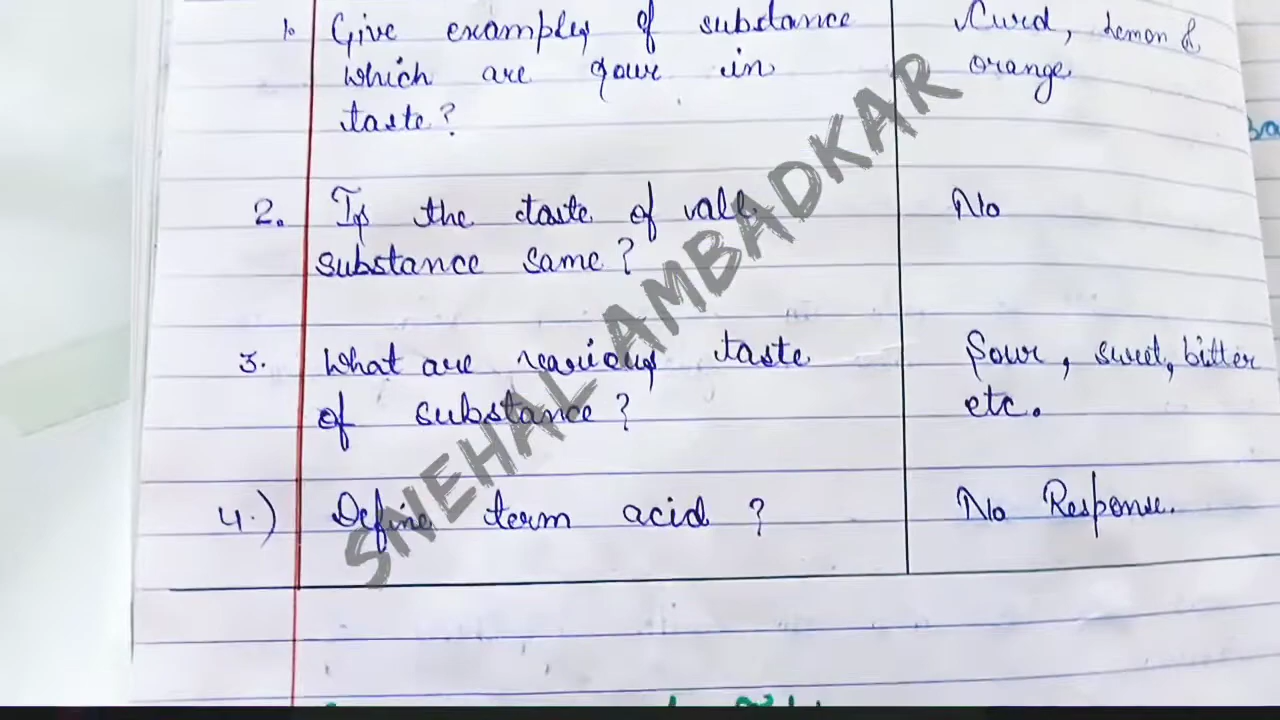 1. Give examples of substance Curd, Lemon &
which are sour in orange
taste?
2. Is the taste of all No
substance same?
3. What are various taste Sour, sweet, bitter
of substance? etc.
4.) Define term acid? No Response.
SNEHAL AMBADKAR